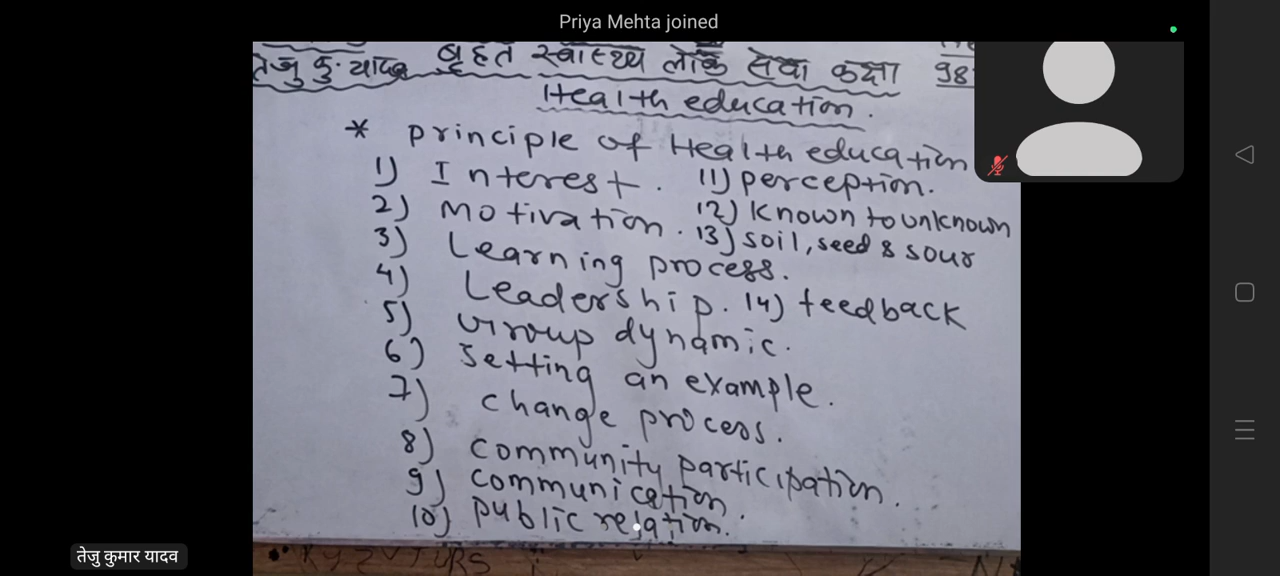 Priya Mehta joined
तेजु कु. यादव बृहत स्वास्थ्य लोक सेवा कक्षा 98
Health education.
* principle of Health education
1) Interest. 11) perception.
2) Motivation. 12) known to unknown
3) Learning process. 13) soil, seed & sour
4) Leadership. 14) feedback
5) Group dynamic.
6) setting an example.
7) change process.
8) community participation.
9) communication.
10) public relation.
तेजु कुमार यादव